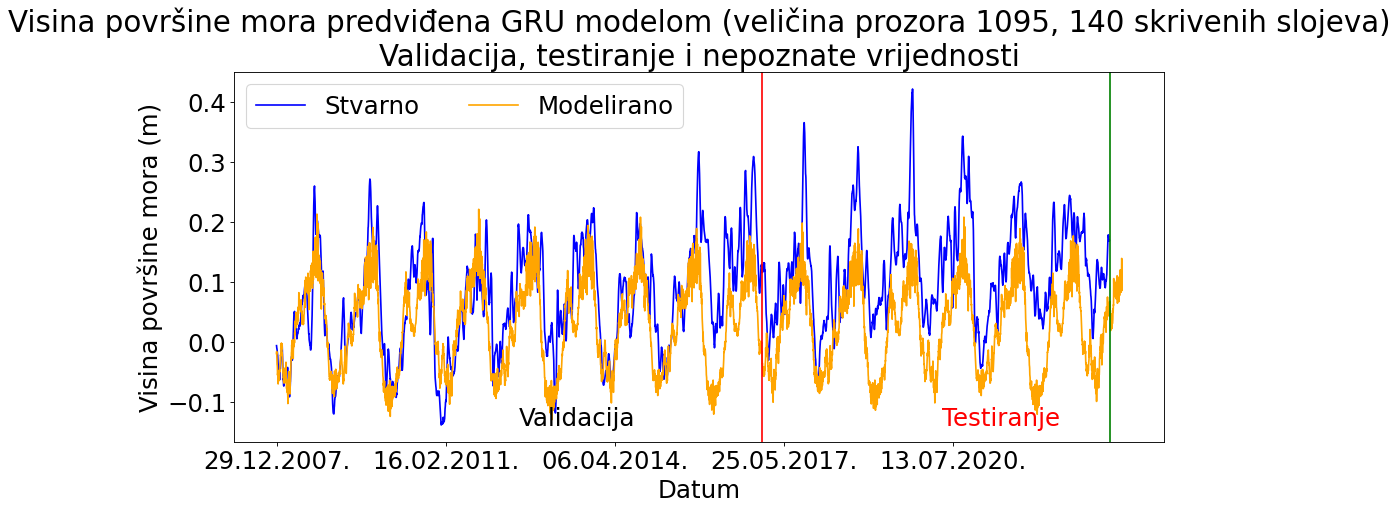 Visina površine mora predviđena GRU modelom (veličina prozora 1095, 140 skrivenih slojeva)
Validacija, testiranje i nepoznate vrijednosti
Stvarno
Modelirano
Visina površine mora (m)
0.4
0.3
0.2
0.1
0.0
−0.1
Validacija
Testiranje
29.12.2007.
16.02.2011.
06.04.2014.
25.05.2017.
13.07.2020.
Datum